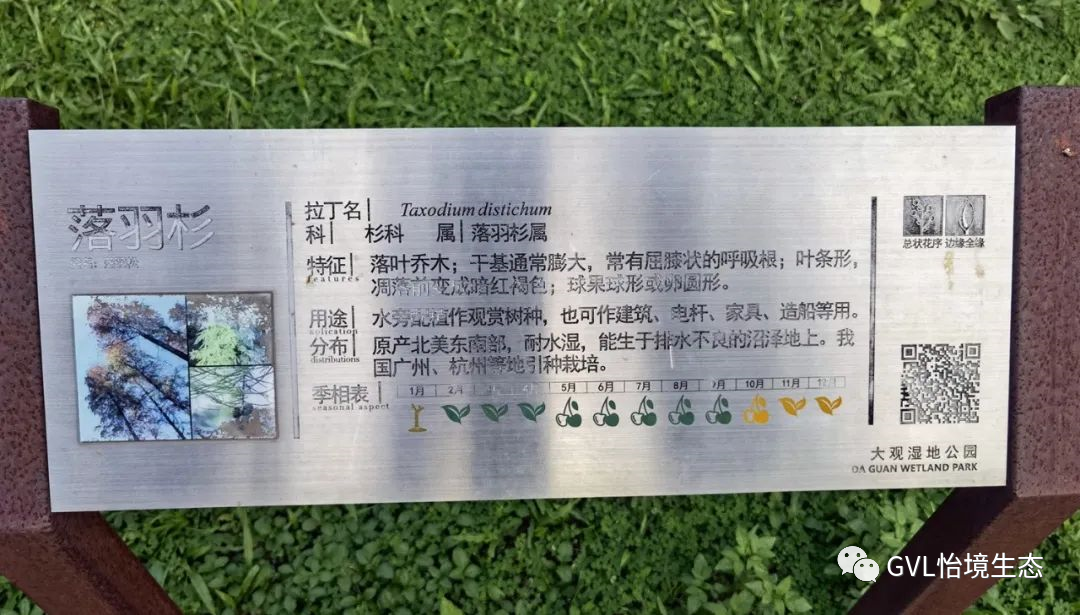 落羽杉
拉丁名 Taxodium distichum
科 杉科 属 落羽杉属
特征 落叶乔木；干基通常膨大，常有屈膝状的呼吸根；叶条形，
features 凋落前变成暗红褐色；球果球形或卵圆形。
用途 水旁配植作观赏树种，也可作建筑、电杆、家具、造船等用。
分布 原产北美东南部，耐水湿，能生于排水不良的沼泽地上。我
distributions 国广州、杭州等地引种栽培。
季相表 1月 2月 4月 5月 6月 7月 8月 9月 10月 11月 12月
seasonal aspect
总状花序 边缘全缘
大观湿地公园
DA GUAN WETLAND PARK
GVL怡境生态